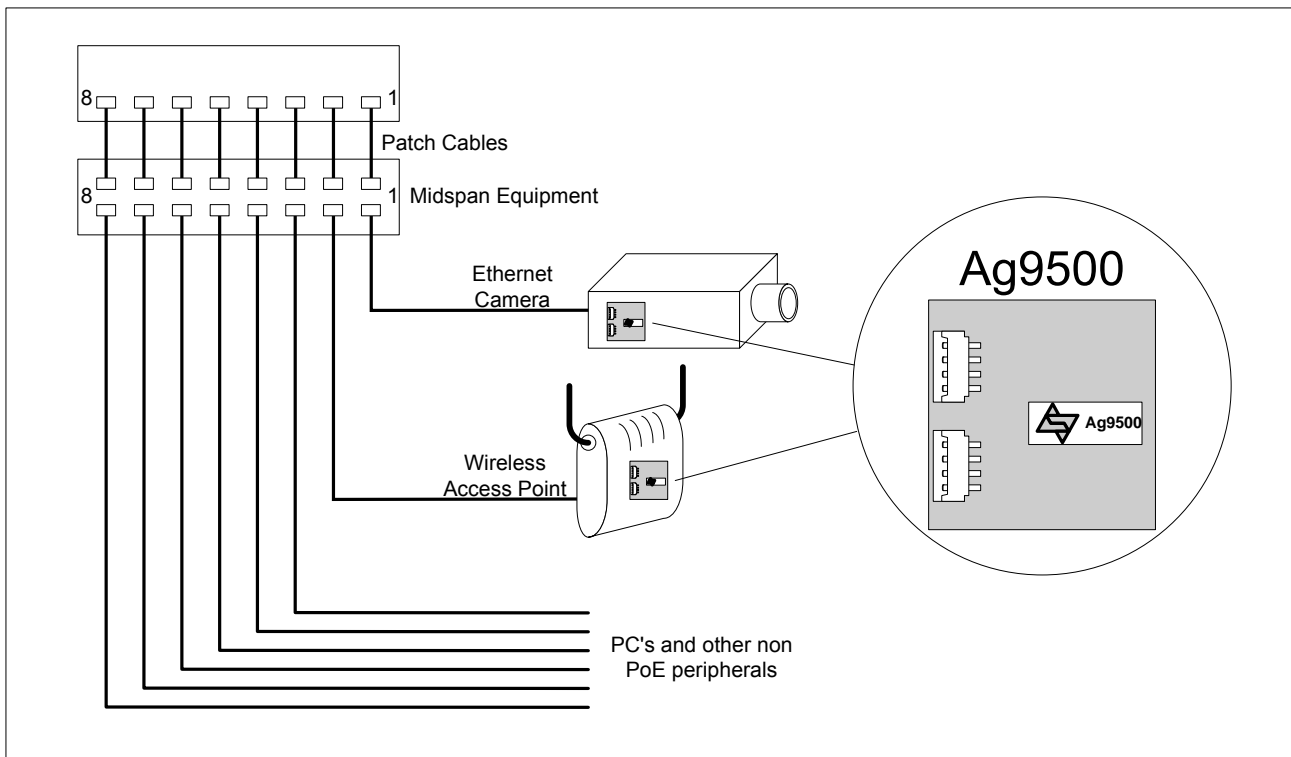 8 1
Patch Cables
8 1 Midspan Equipment
Ethernet
Camera
Ag9500
Ag9500
Wireless
Access Point
PC's and other non
PoE peripherals